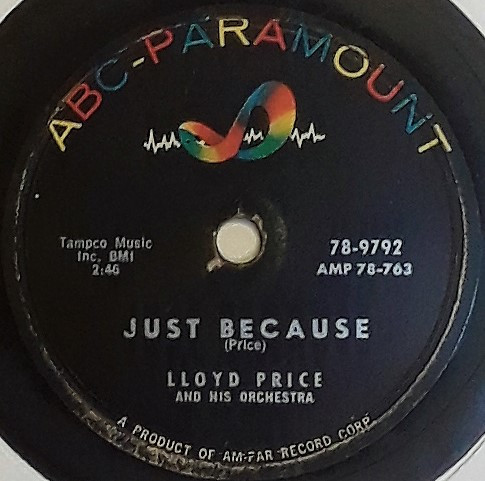 ABC-PARAMOUNT
Tampco Music
Inc. BMI
2:46
78-9792
AMP 78-763
JUST BECAUSE
(Price)
LLOYD PRICE
AND HIS ORCHESTRA
A PRODUCT OF AM-PAR RECORD CORP.